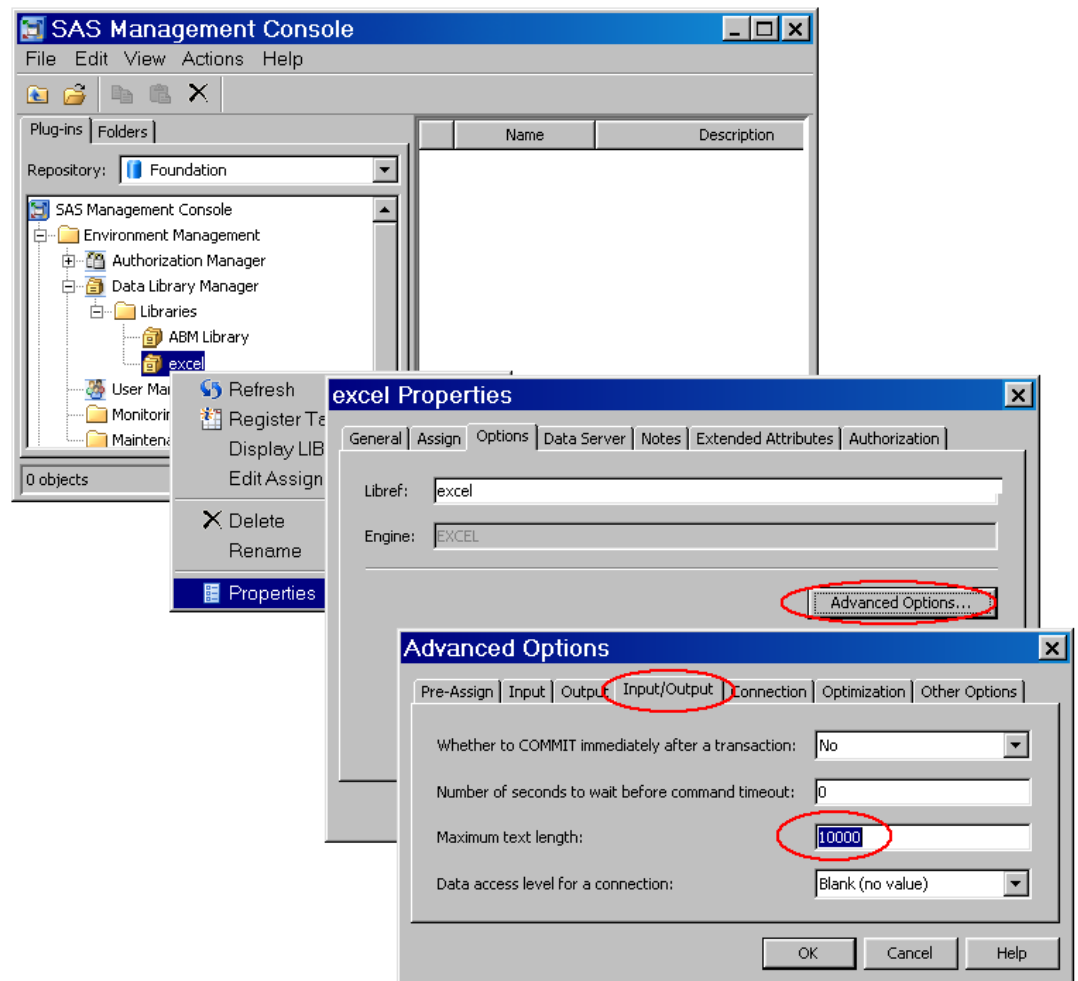 SAS Management Console
File Edit View Actions Help
Plug-ins Folders
Repository: Foundation
Name Description
SAS Management Console
Environment Management
Authorization Manager
Data Library Manager
Libraries
ABM Library
excel
User Ma
Monitorin
Maintena
0 objects
Refresh
Register Ta
Display LIB
Edit Assign
Delete
Rename
Properties
excel Properties
General Assign Options Data Server Notes Extended Attributes Authorization
Libref: excel
Engine: EXCEL
Advanced Options...
Advanced Options
Pre-Assign Input Output Input/Output Connection Optimization Other Options
Whether to COMMIT immediately after a transaction: No
Number of seconds to wait before command timeout: 0
Maximum text length: 10000
Data access level for a connection: Blank (no value)
OK Cancel Help